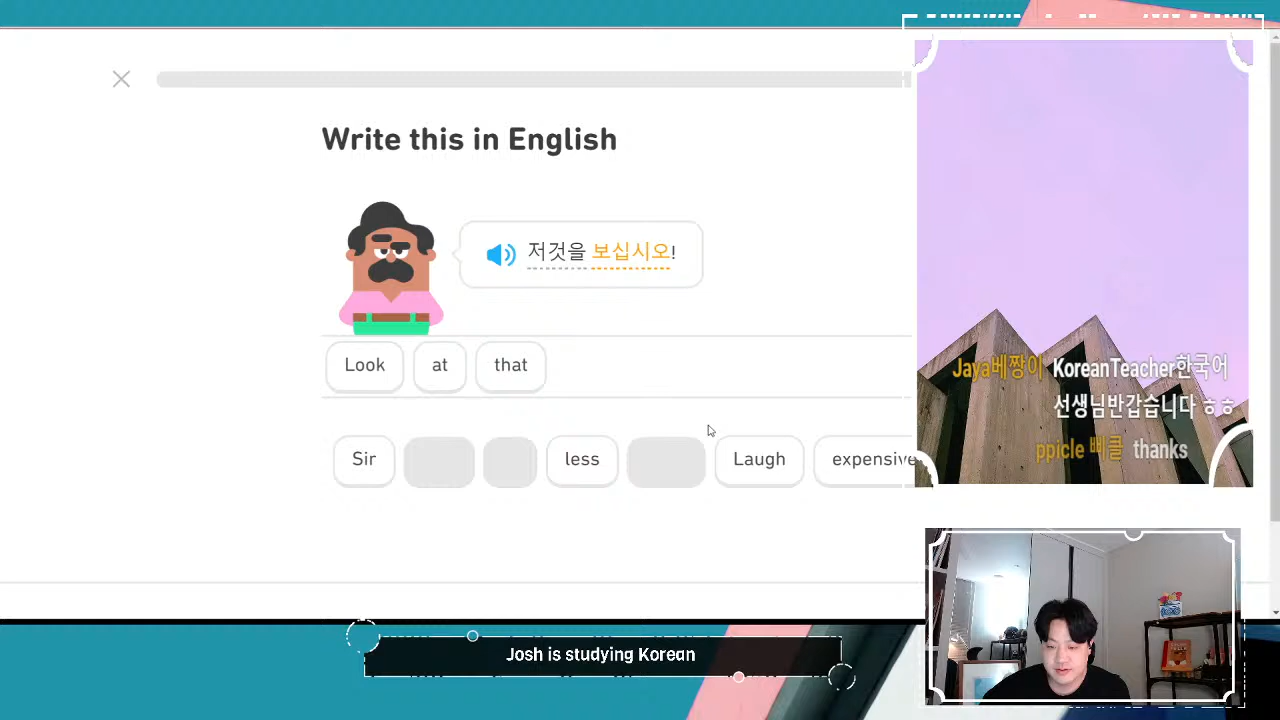 Write this in English
저것을 보십시오!
Look at that
Sir less Laugh expensive
Jaya베짱이 KoreanTeacher한국어
선생님반갑습니다 ㅎㅎ
ppicle 삐클 thanks
Josh is studying Korean